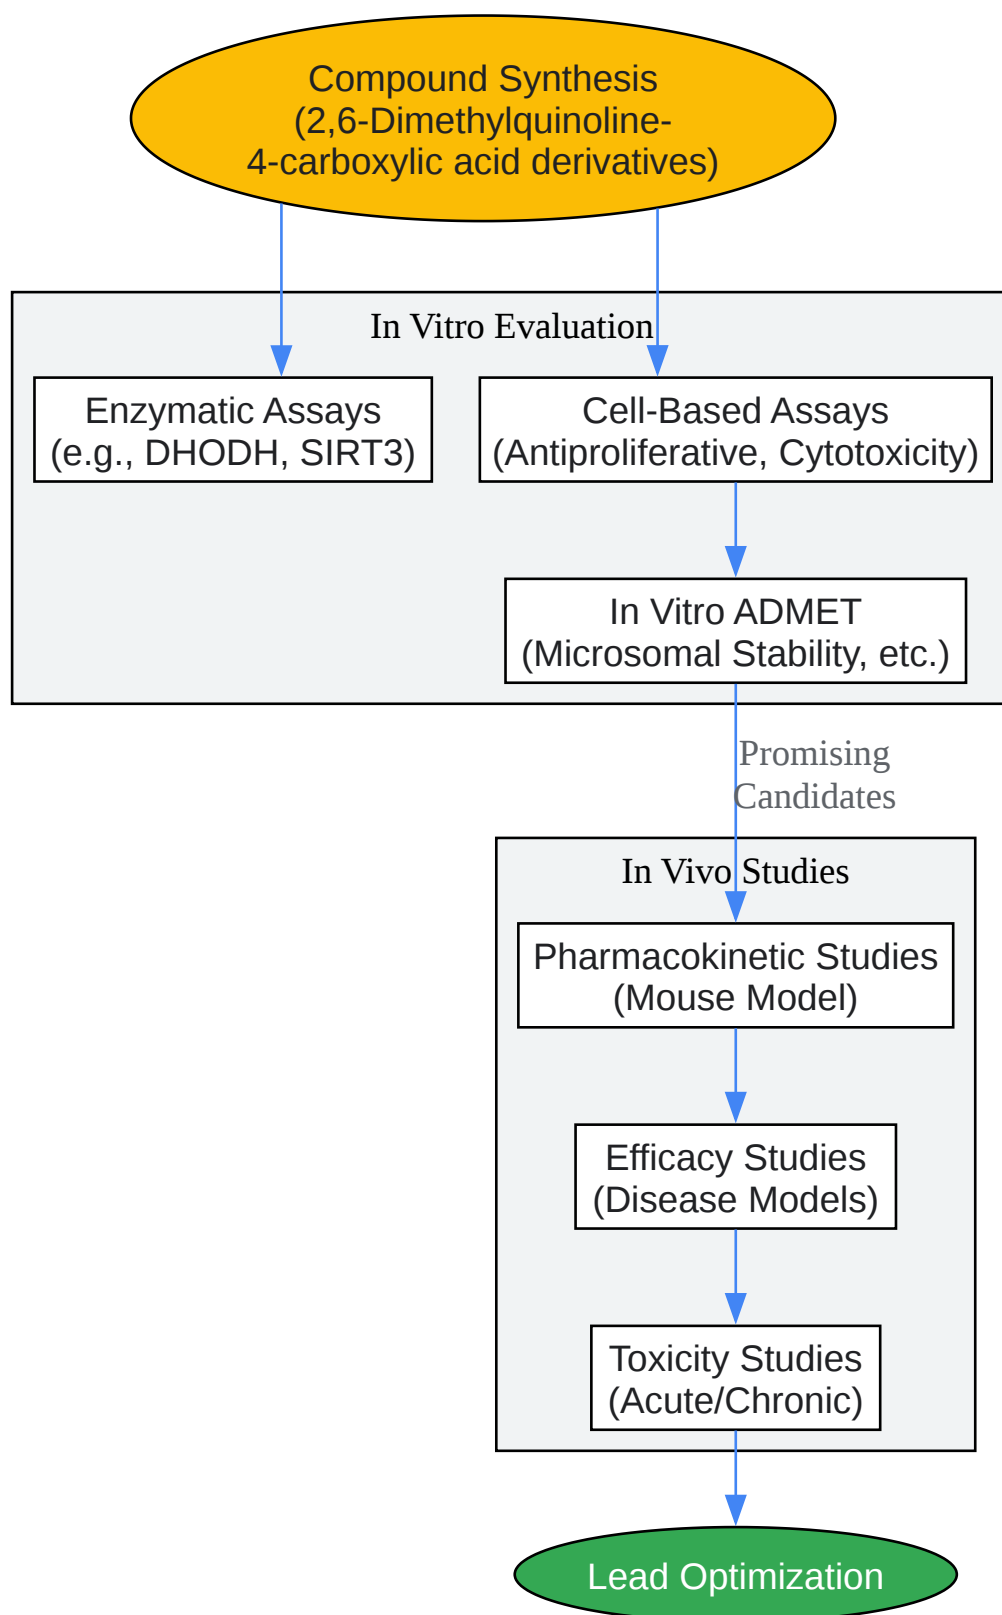 Compound Synthesis
(2,6-Dimethylquinoline-
4-carboxylic acid derivatives)
In Vitro Evaluation
Enzymatic Assays
(e.g., DHODH, SIRT3)
Cell-Based Assays
(Antiproliferative, Cytotoxicity)
In Vitro ADMET
(Microsomal Stability, etc.)
Promising
Candidates
In Vivo Studies
Pharmacokinetic Studies
(Mouse Model)
Efficacy Studies
(Disease Models)
Toxicity Studies
(Acute/Chronic)
Lead Optimization